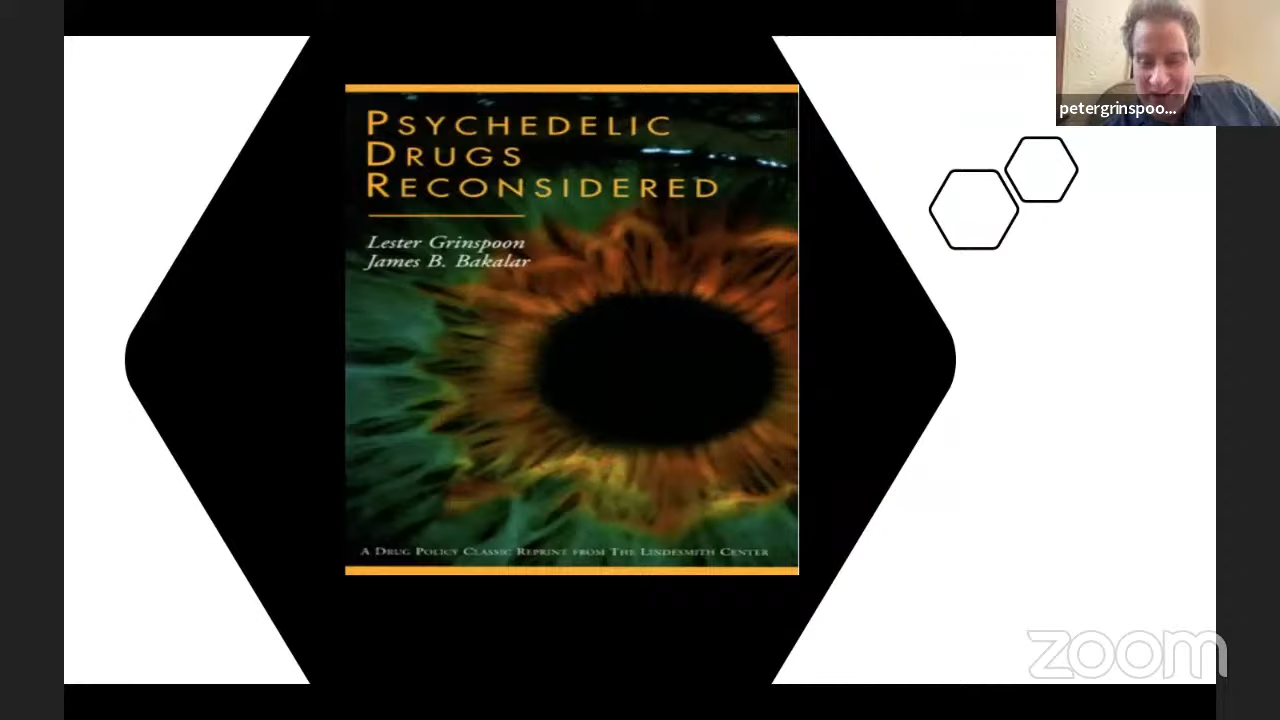 petergrinspoo...
PSYCHEDELIC
DRUGS
RECONSIDERED
Lester Grinspoon
James B. Bakalar
A DRUG POLICY CLASSIC REPRINT FROM THE LINDESMITH CENTER
zoom